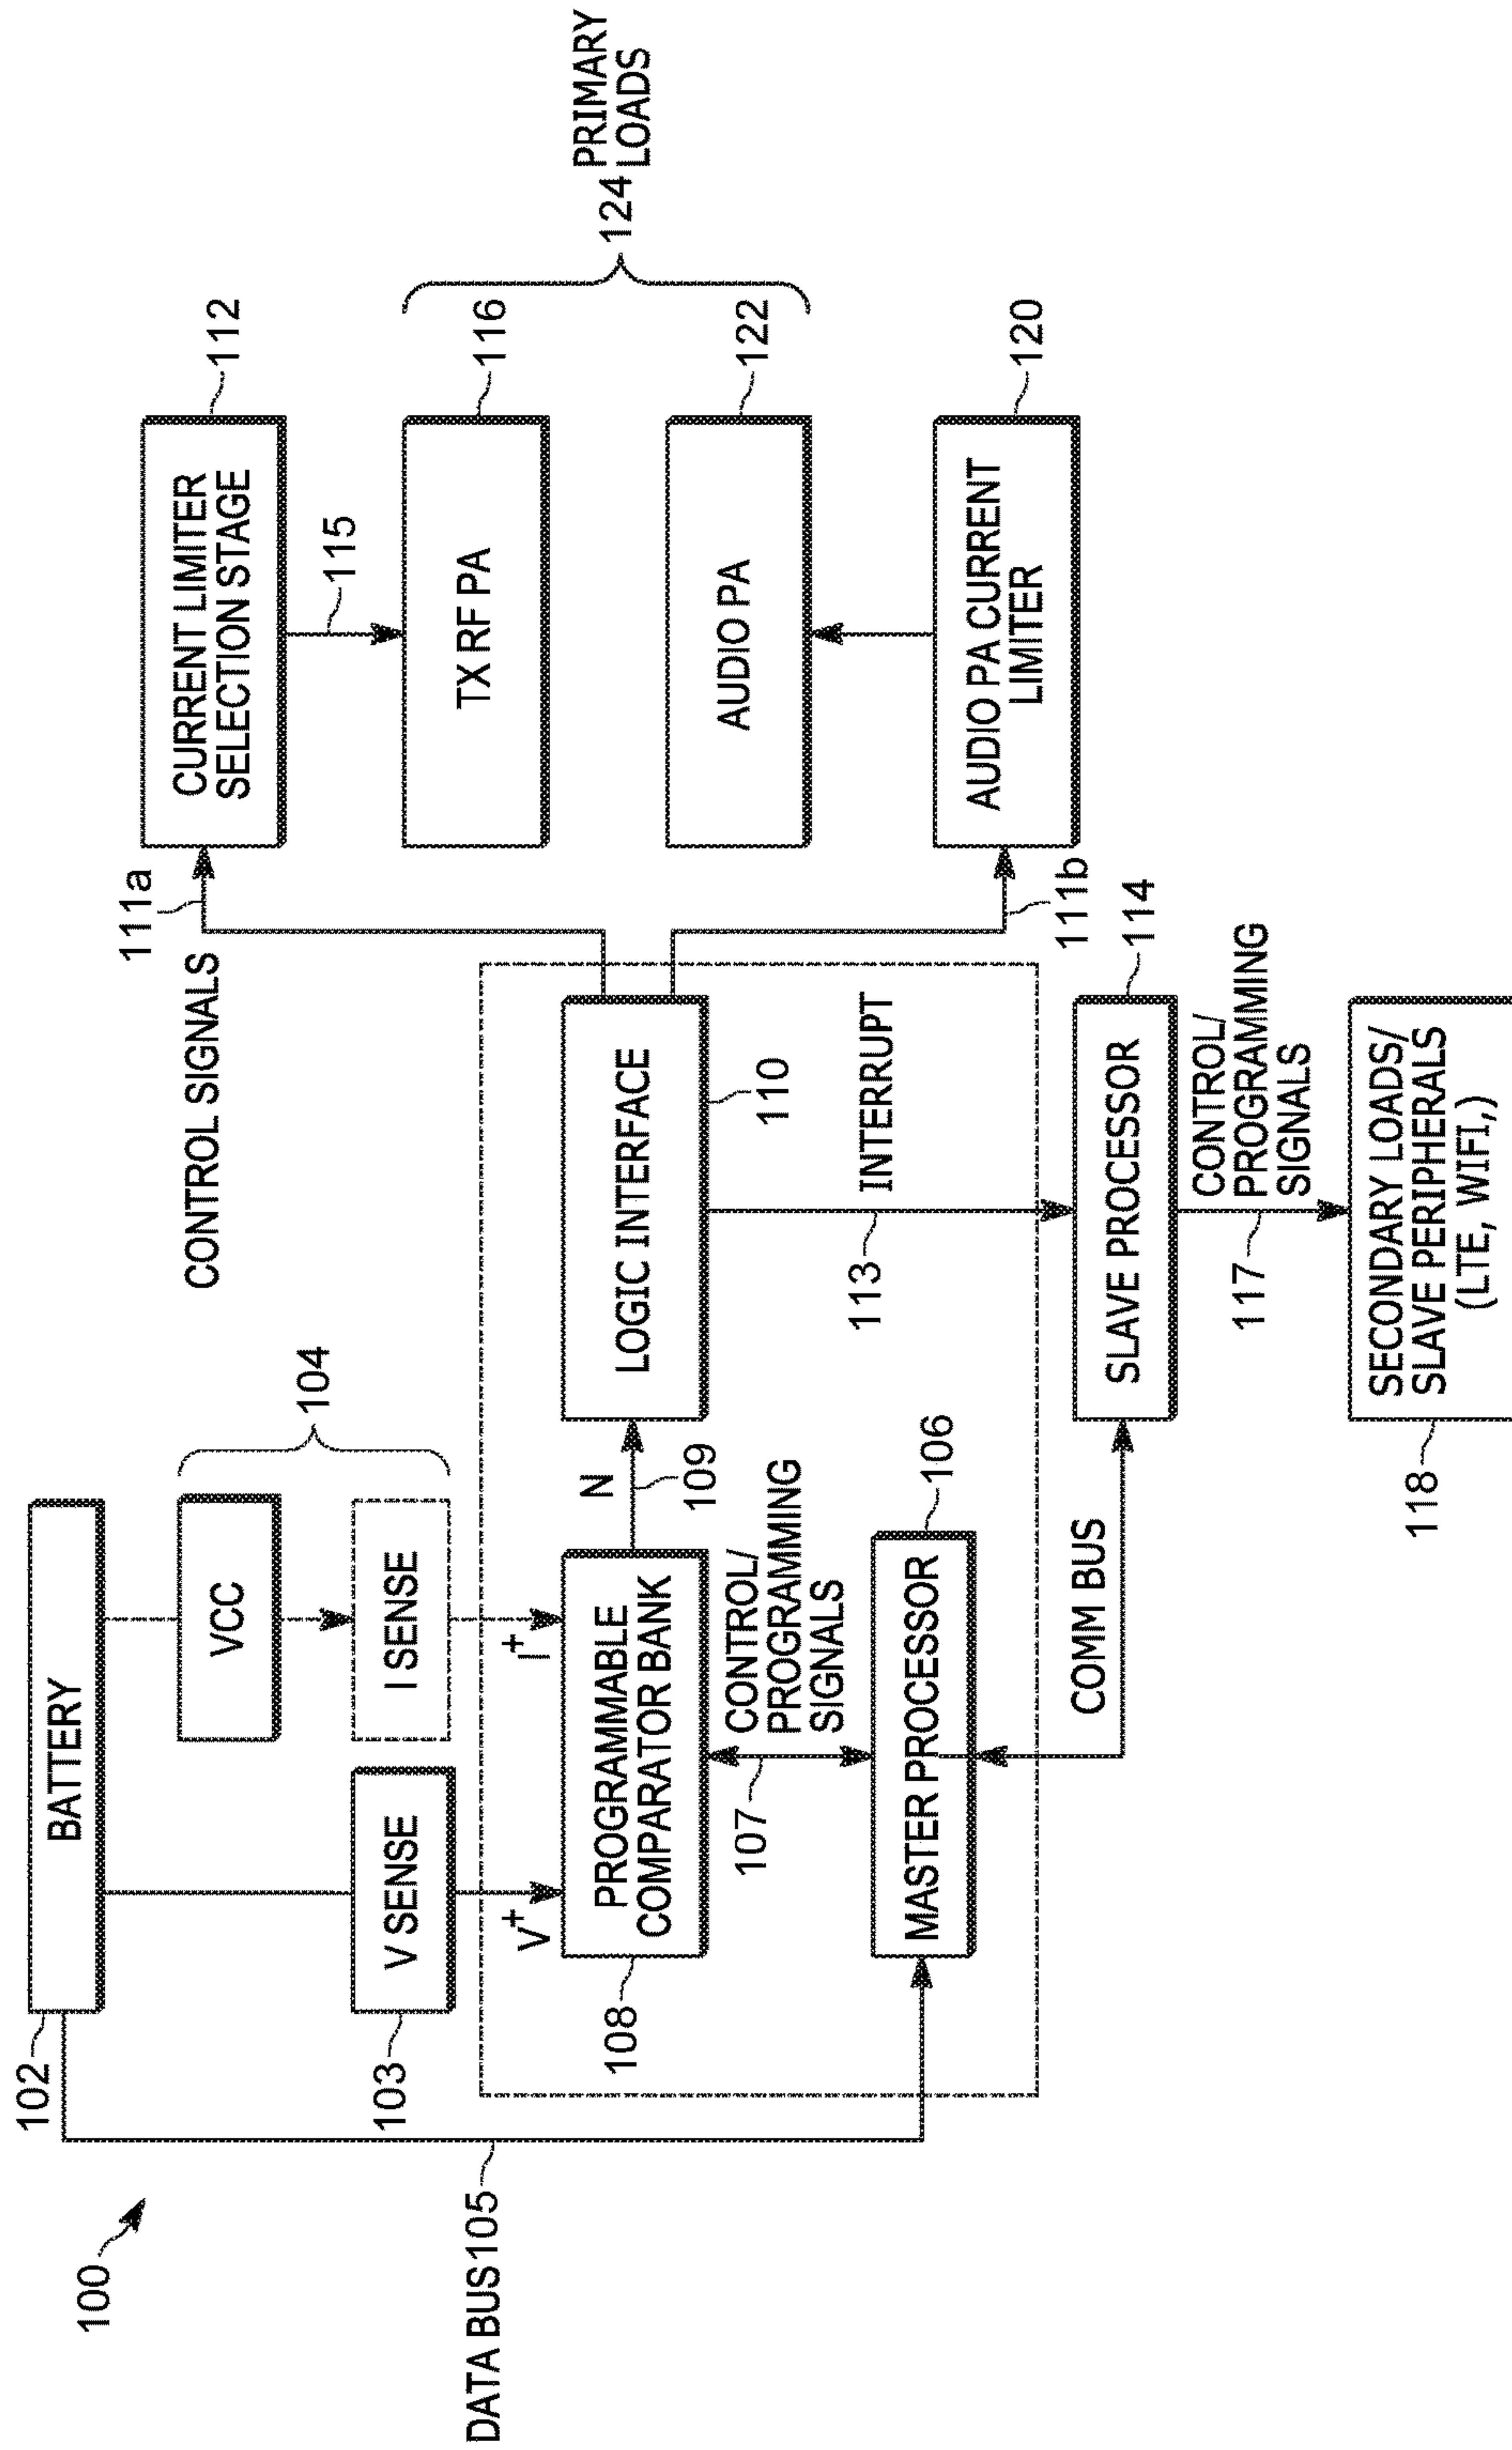 100
102
BATTERY
VCC
104
I SENSE
V SENSE
103
DATA BUS 105
V+
I+
PROGRAMMABLE
COMPARATOR BANK
108
N
109
LOGIC INTERFACE
110
CONTROL/
PROGRAMMING
SIGNALS
107
MASTER PROCESSOR
106
INTERRUPT
113
COMM BUS
SLAVE PROCESSOR
114
CONTROL/
PROGRAMMING
SIGNALS
117
SECONDARY LOADS/
SLAVE PERIPHERALS
(LTE, WIFI,)
118
CONTROL SIGNALS
111a
CURRENT LIMITER
SELECTION STAGE
112
115
TX RF PA
116
AUDIO PA
122
111b
AUDIO PA CURRENT
LIMITER
120
124
PRIMARY
LOADS